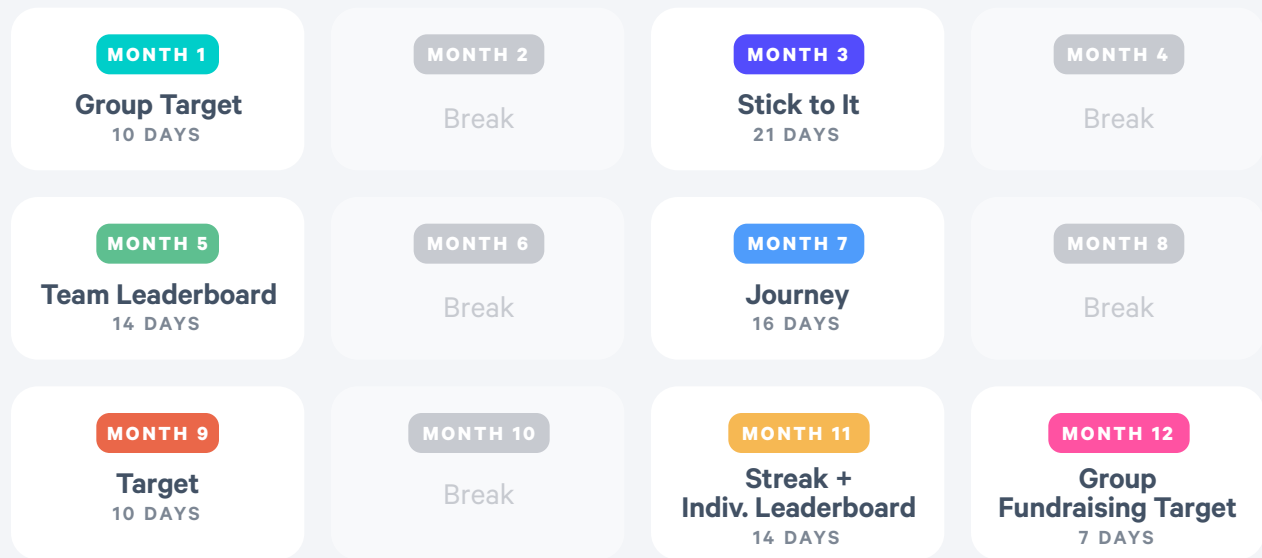 MONTH 1
Group Target
10 DAYS
MONTH 2
Break
MONTH 3
Stick to It
21 DAYS
MONTH 4
Break
MONTH 5
Team Leaderboard
14 DAYS
MONTH 6
Break
MONTH 7
Journey
16 DAYS
MONTH 8
Break
MONTH 9
Target
10 DAYS
MONTH 10
Break
MONTH 11
Streak +
Indiv. Leaderboard
14 DAYS
MONTH 12
Group
Fundraising Target
7 DAYS